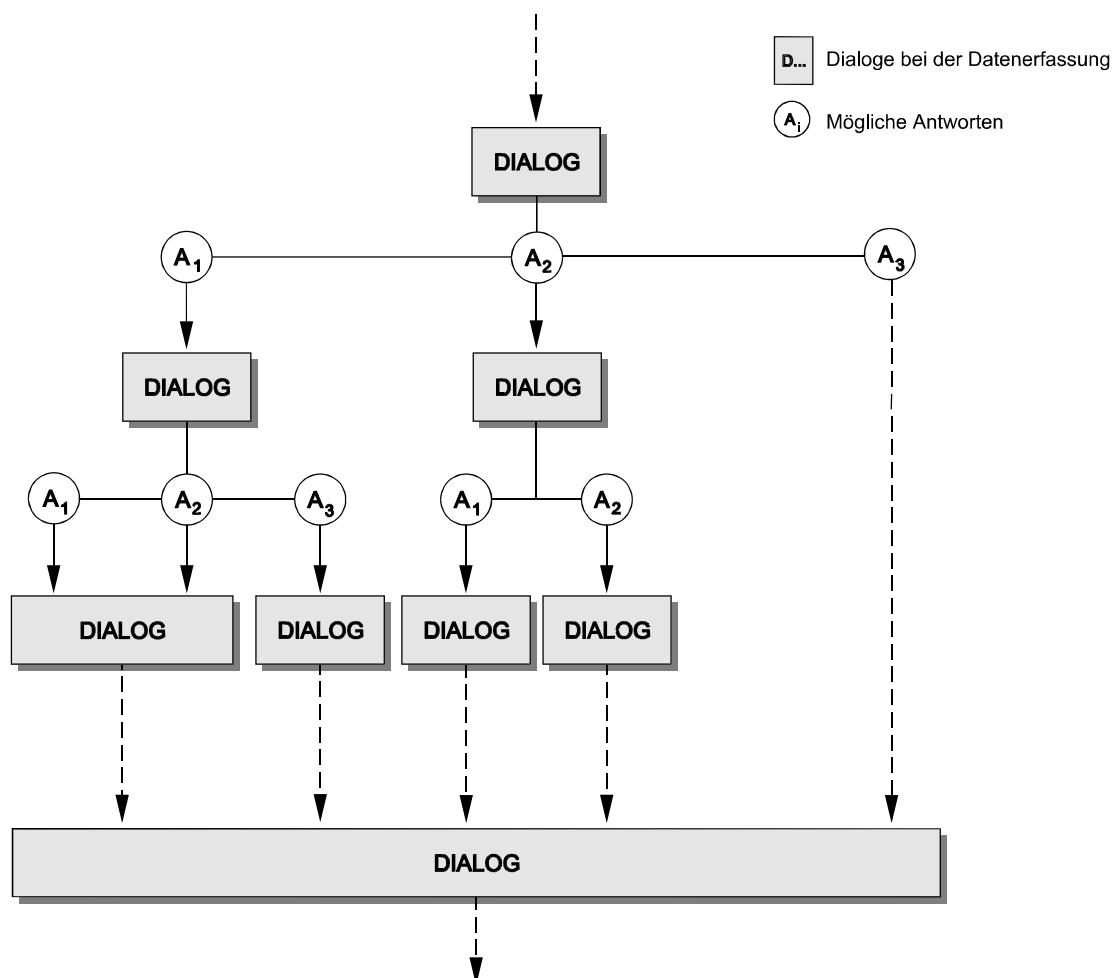 D... Dialoge bei der Datenerfassung
Ai Mögliche Antworten
DIALOG
A1 A2 A3
DIALOG DIALOG
A1 A2 A3 A1 A2
DIALOG DIALOG DIALOG DIALOG
DIALOG